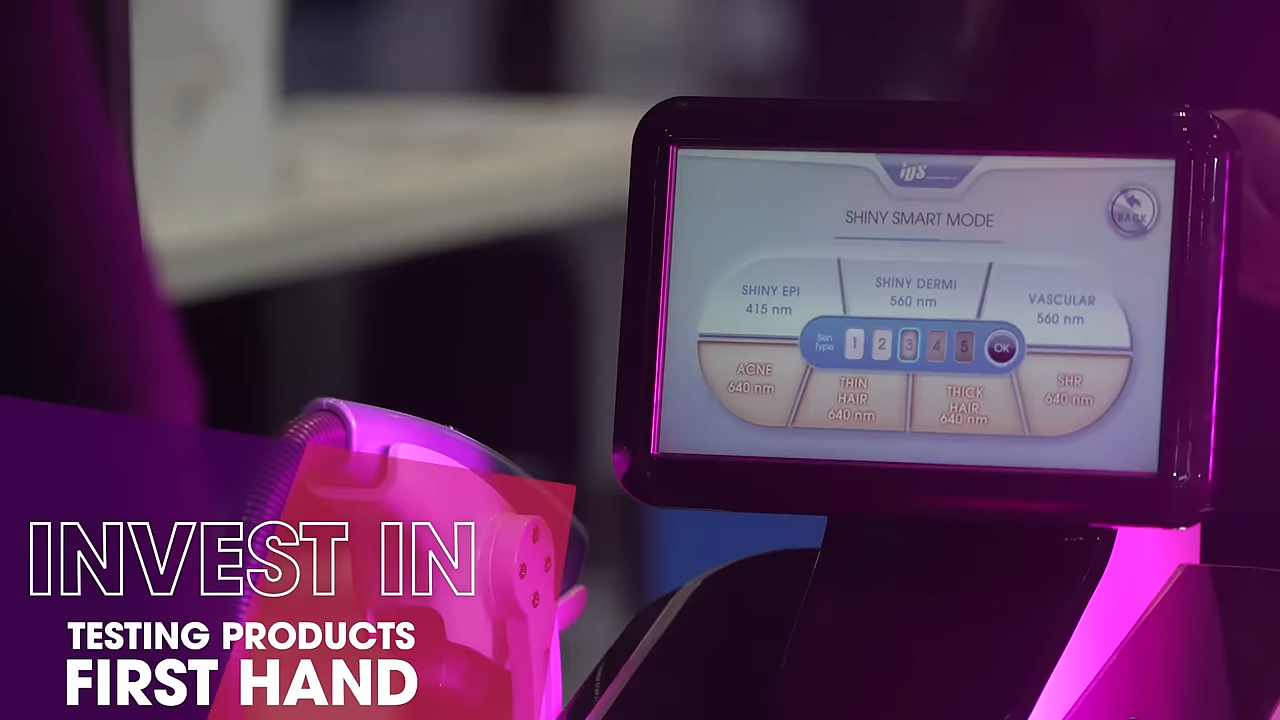 ips
SHINY SMART MODE
BACK
SHINY EPI
415 nm
SHINY DERMI
560 nm
VASCULAR
560 nm
Skin
Type
1
2
3
4
5
OK
ACNE
640 nm
THIN
HAIR
640 nm
THICK
HAIR
640 nm
SHR
640 nm
INVEST IN
TESTING PRODUCTS
FIRST HAND